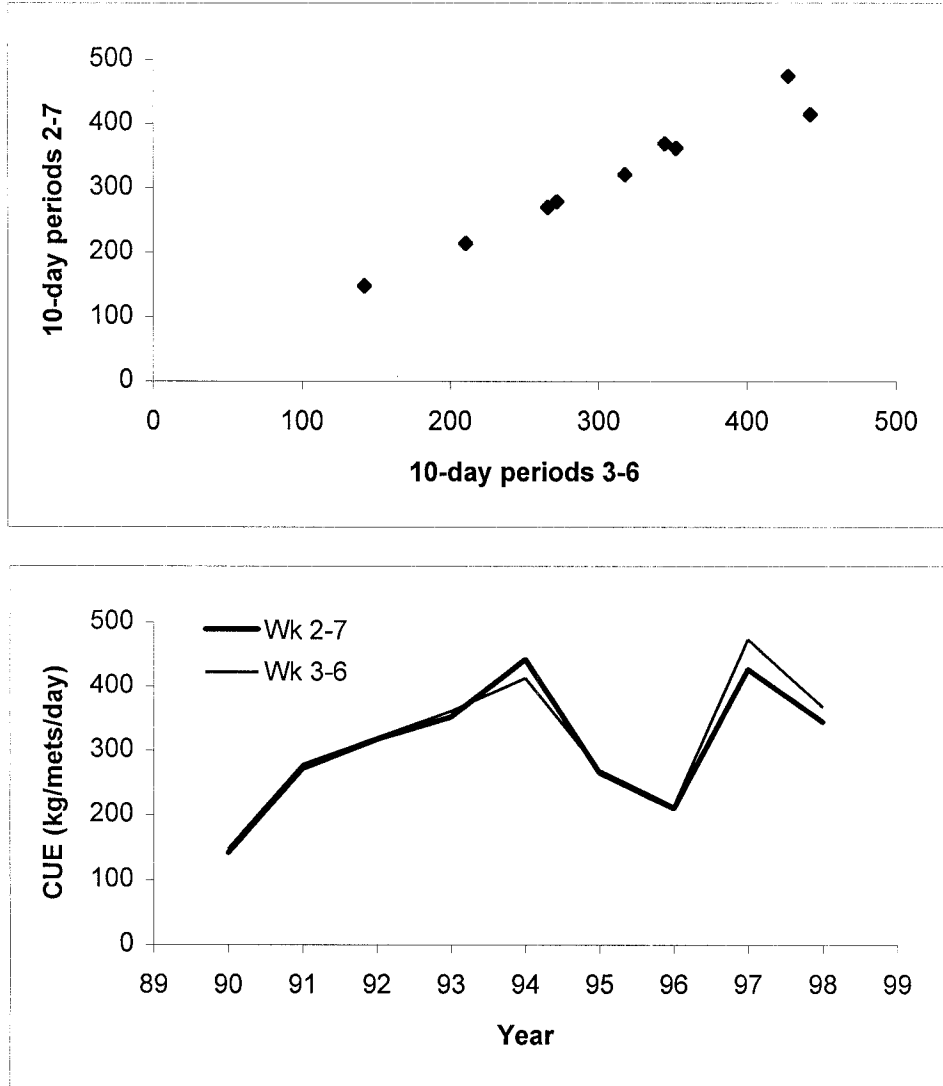 10-day periods 2-7
500
400
300
200
100
0
0 100 200 300 400 500
10-day periods 3-6
CUE (kg/mets/day)
500
400
300
200
100
0
Wk 2-7
Wk 3-6
89 90 91 92 93 94 95 96 97 98 99
Year